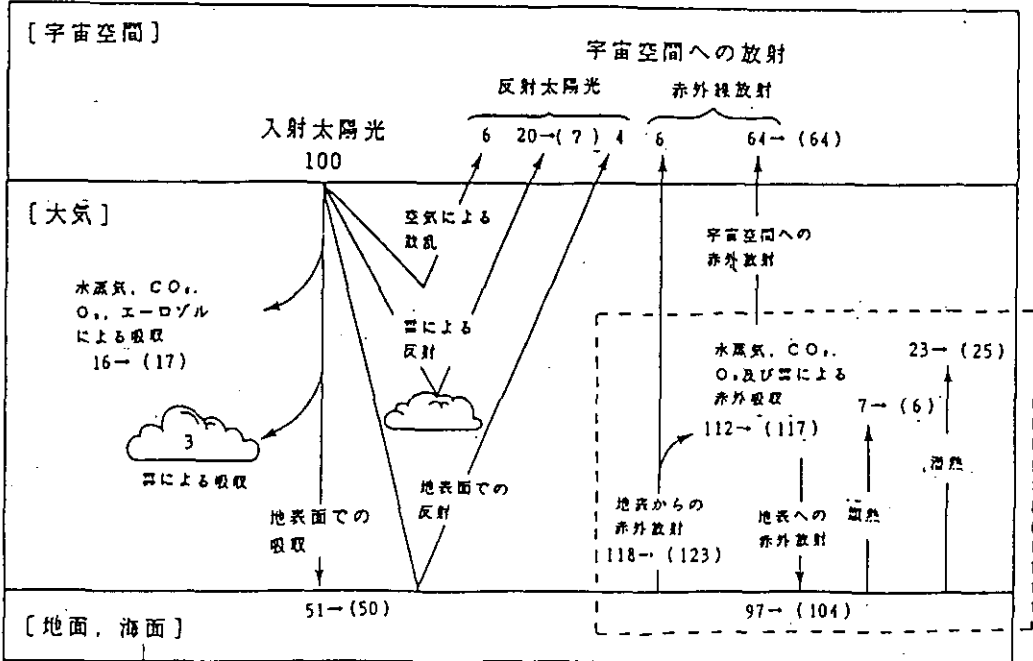 [宇宙空間]
宇宙空間への放射
反射太陽光
赤外線放射
入射太陽光
100
6 20→(7) 4
6 64→(64)
[大気]
空気による
散乱
宇宙空間への
赤外放射
水蒸気, CO₂.
O₃, エーロゾル
による吸収
16→(17)
雲による
反射
水蒸気, CO₂.
O₃及び雲による
赤外吸収
112→(117)
23→(25)
7→(6)
3
雲による吸収
地表面での
吸収
地表面での
反射
地表からの
赤外放射
118→(123)
地表への
赤外放射
顕熱
潜熱
51→(50)
97→(104)
[地面, 海面]